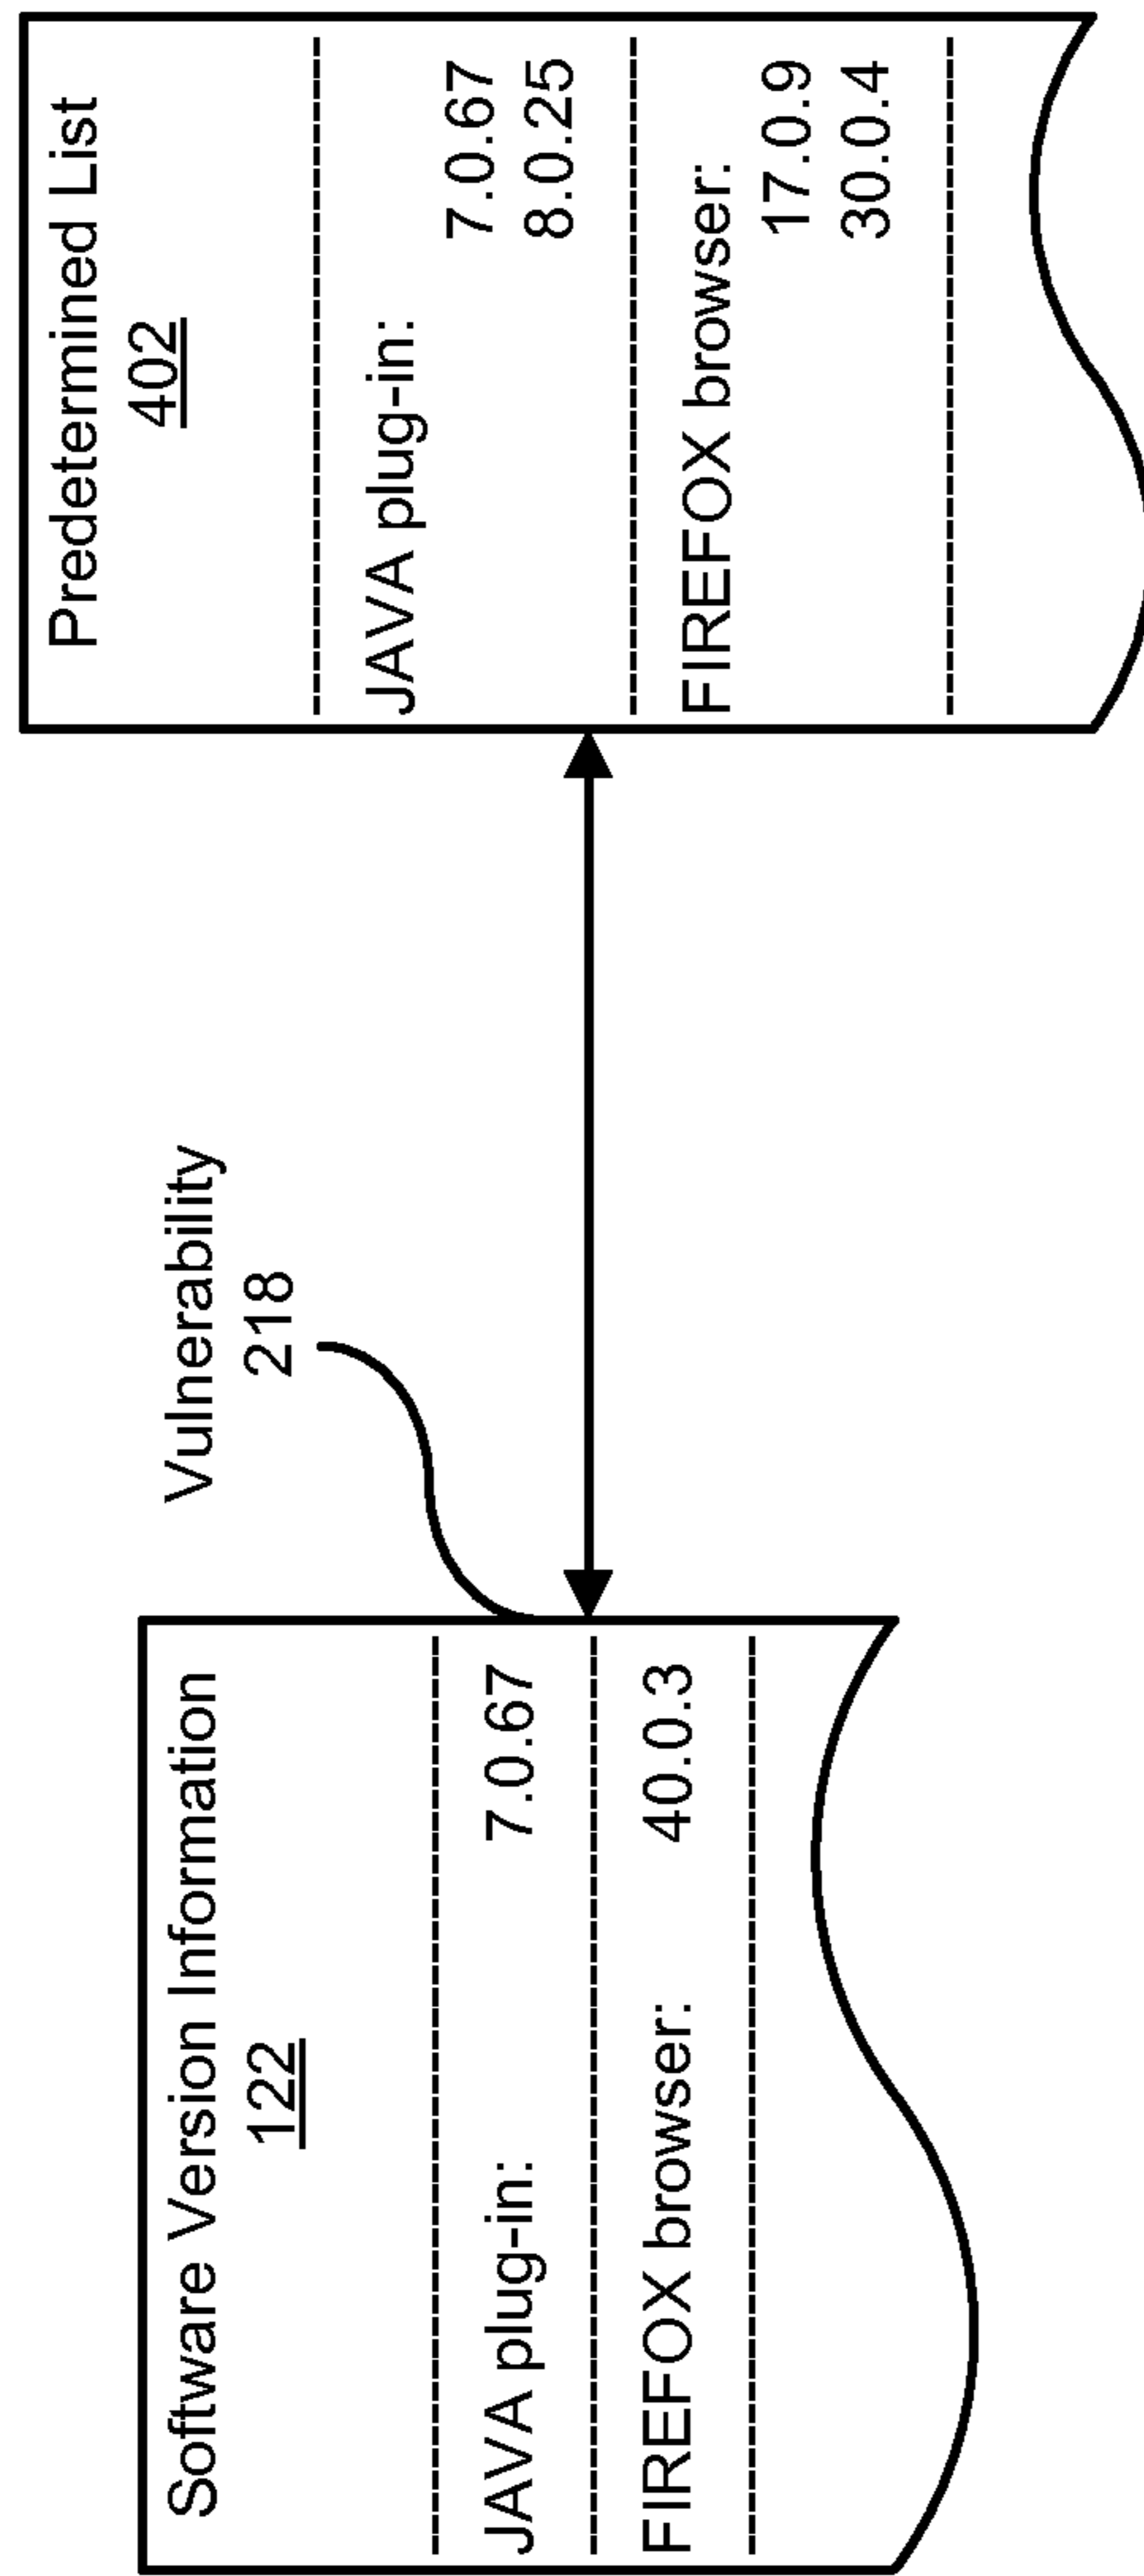 Software Version Information
122
JAVA plug-in: 7.0.67
FIREFOX browser: 40.0.3
Vulnerability
218
Predetermined List
402
JAVA plug-in:
7.0.67
8.0.25
FIREFOX browser:
17.0.9
30.0.4